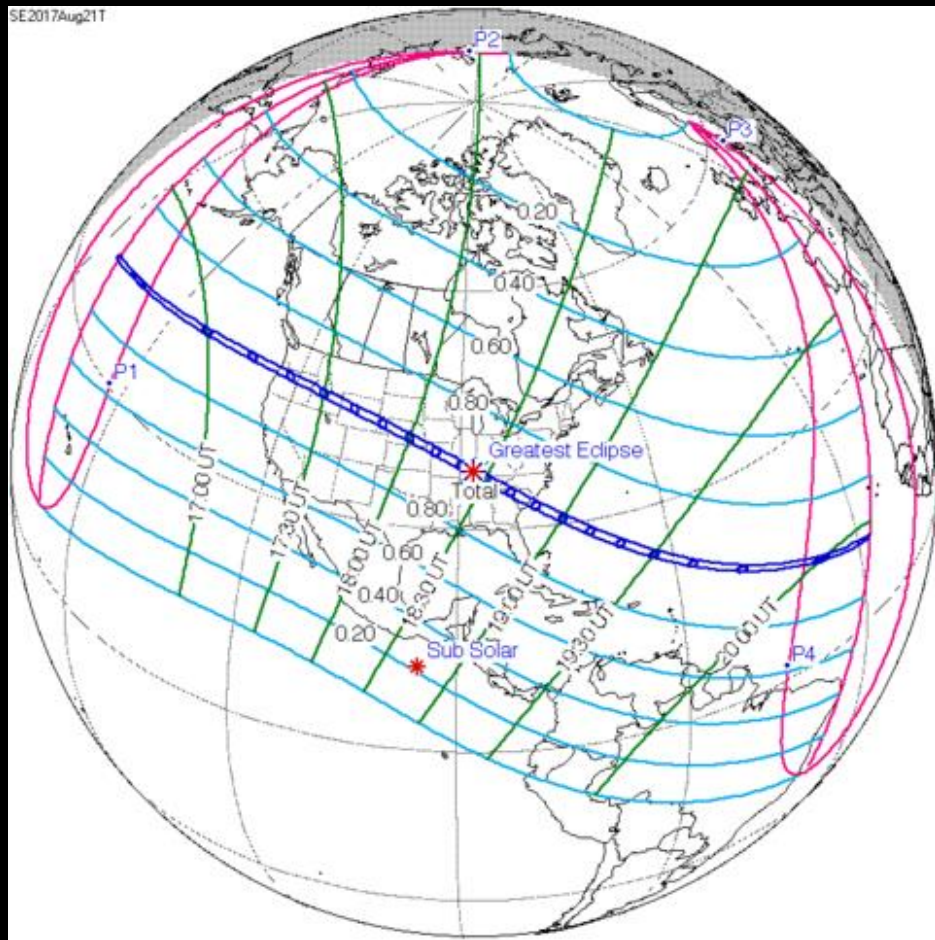 SE2017Aug21T
P2
P3
0.20
0.40
0.60
P1
0.80
Greatest Eclipse
Total
0.80
17:00 UT
17:30 UT
18:00 UT
18:30 UT
19:00 UT
19:30 UT
20:00 UT
0.60
0.40
0.20
Sub Solar
P4